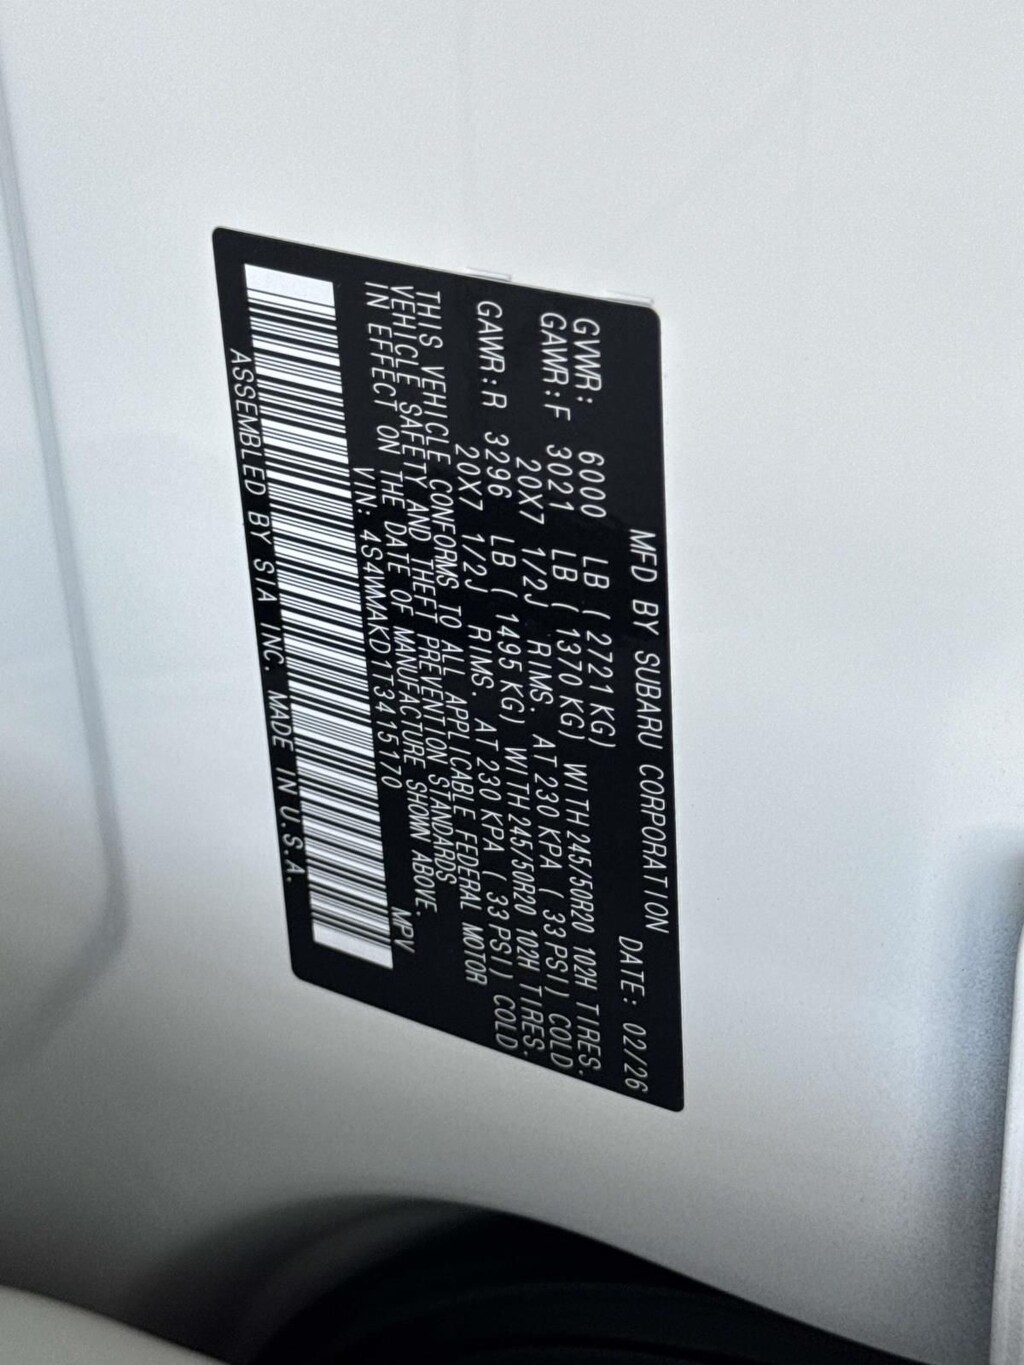 MFD BY SUBARU CORPORATION DATE: 02/26
GVWR: 6000 LB ( 2721 KG)
GAWR:F 3021 LB ( 1370 KG) WITH 245/50R20 102H TIRES.
20X7 1/2J RIMS. AT 230 KPA ( 33 PSI) COLD.
GAWR:R 3296 LB ( 1495 KG) WITH 245/50R20 102H TIRES.
20X7 1/2J RIMS. AT 230 KPA ( 33 PSI) COLD.
THIS VEHICLE CONFORMS TO ALL APPLICABLE FEDERAL MOTOR
VEHICLE SAFETY AND THEFT PREVENTION STANDARDS
IN EFFECT ON THE DATE OF MANUFACTURE SHOWN ABOVE.
VIN: 4S4WMAKD1T3415170 MPV
ASSEMBLED BY SIA INC. MADE IN U.S.A.